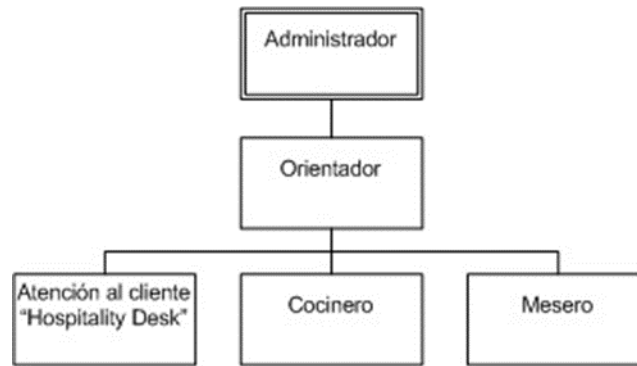 Administrador
Orientador
Atención al cliente
“Hospitality Desk”
Cocinero
Mesero